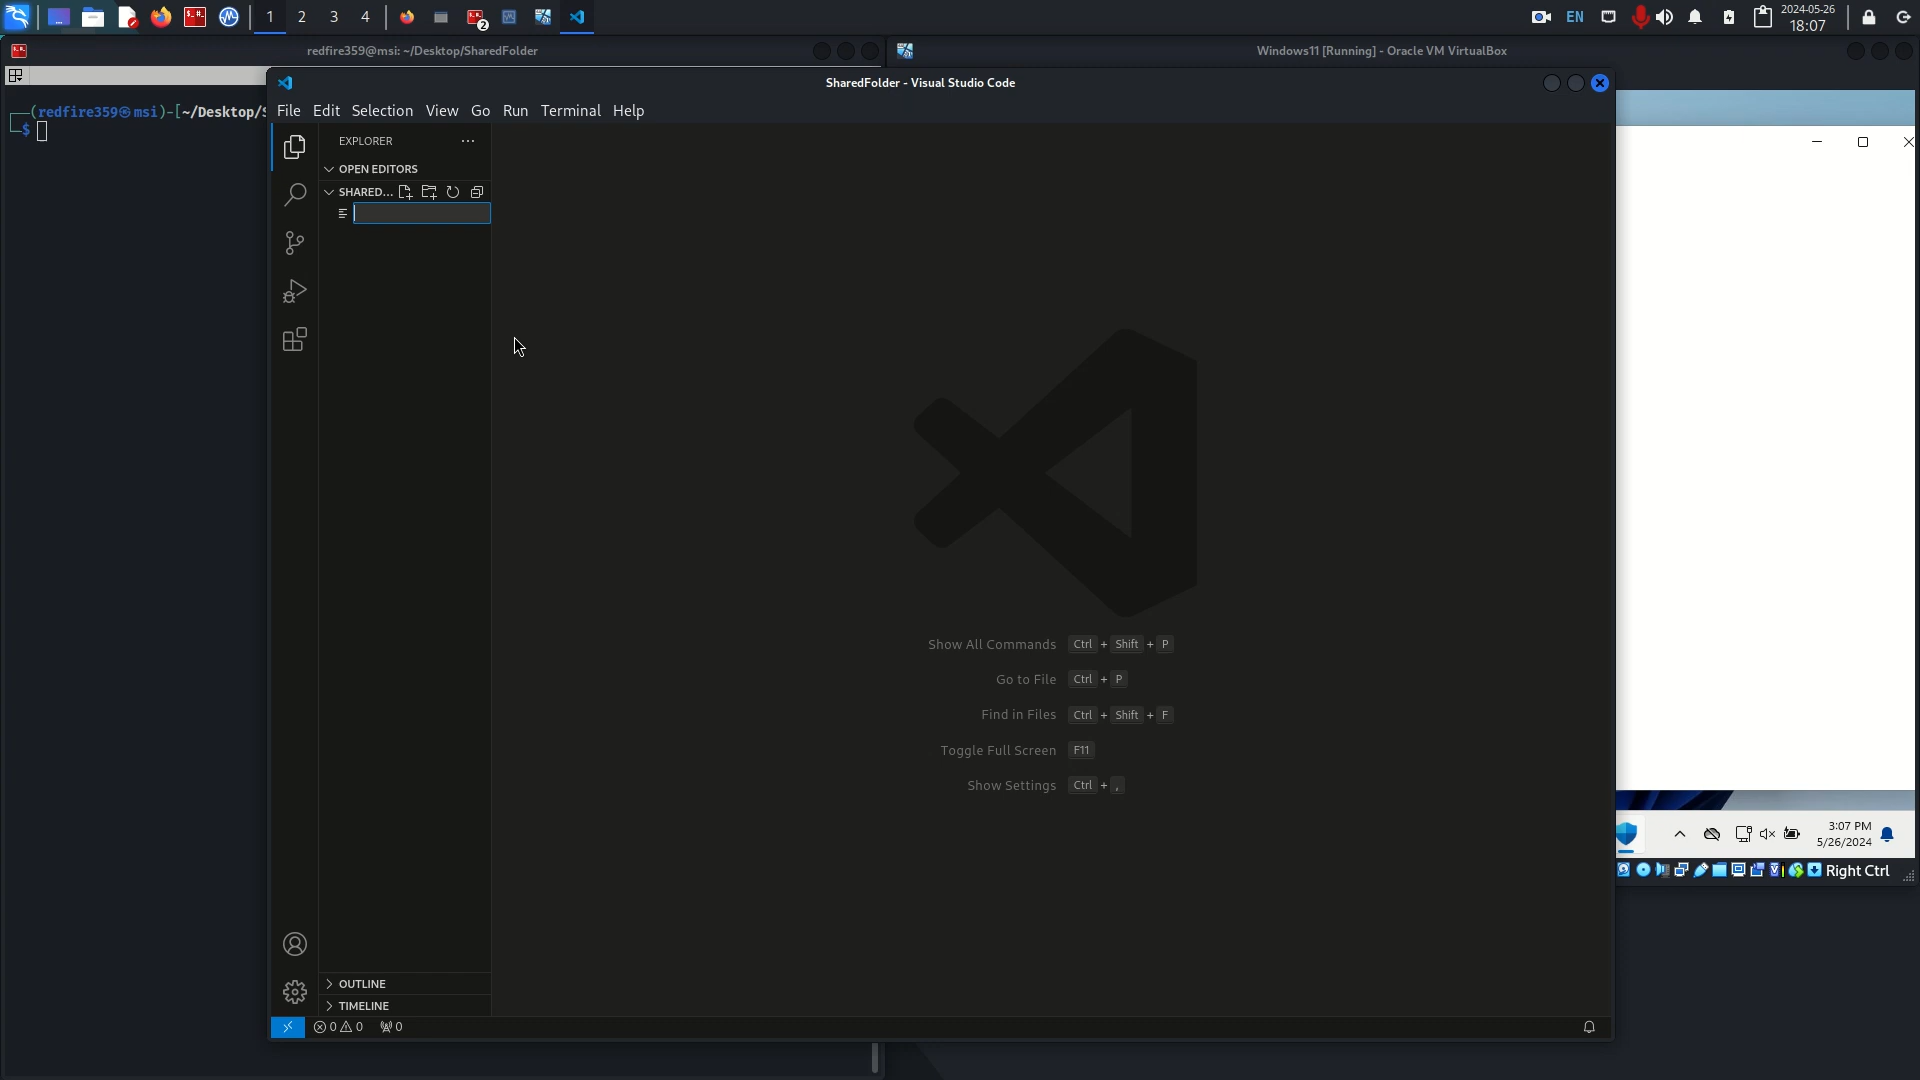 1 2 3 4 2 EN 2024-05-26
18:07
redfire359@msi: ~/Desktop/SharedFolder
Windows11 [Running] - Oracle VM VirtualBox
SharedFolder - Visual Studio Code
┌──(redfire359㉿msi)-[~/Desktop/S
└─$
File Edit Selection View Go Run Terminal Help
EXPLORER ...
OPEN EDITORS
SHARED...
Show All Commands Ctrl + Shift + P
Go to File Ctrl + P
Find in Files Ctrl + Shift + F
Toggle Full Screen F11
Show Settings Ctrl + ,
3:07 PM
5/26/2024
Right Ctrl
OUTLINE
TIMELINE
0 0 0